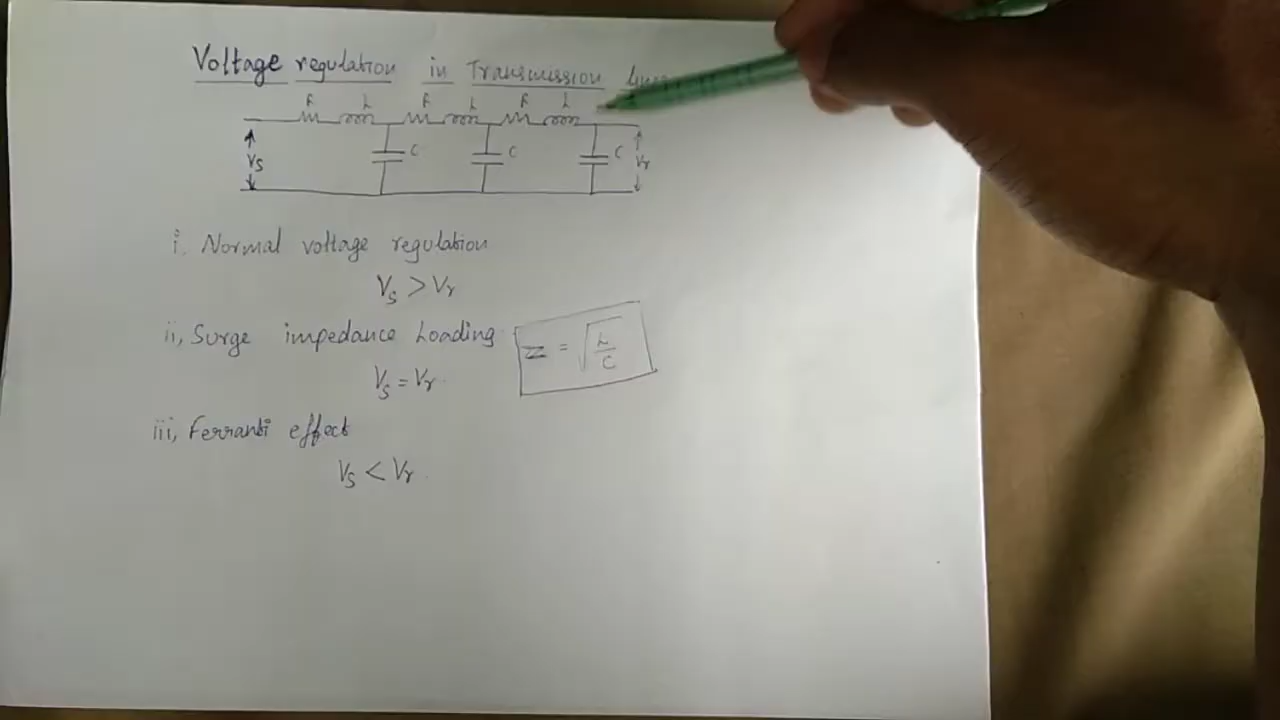 Voltage regulation in Transmission lines
R L R L R L
Vs C C C Vr
i. Normal voltage regulation
Vs > Vr
ii, Surge impedance Loading Z = √L/C
Vs = Vr
iii, Ferranti effect
Vs < Vr